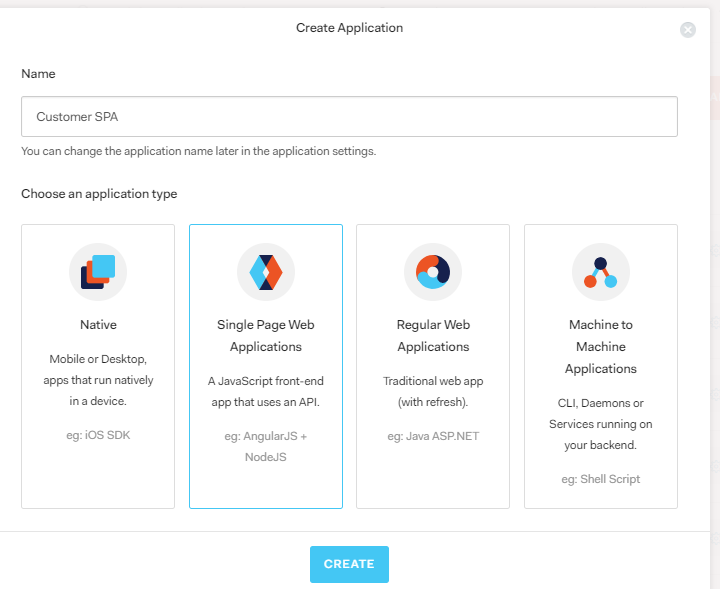 Create Application
Name
Customer SPA
You can change the application name later in the application settings.
Choose an application type
Native
Mobile or Desktop,
apps that run natively
in a device.
eg: iOS SDK
Single Page Web
Applications
A JavaScript front-end
app that uses an API.
eg: AngularJS +
NodeJS
Regular Web
Applications
Traditional web app
(with refresh).
eg: Java ASP.NET
Machine to
Machine
Applications
CLI, Daemons or
Services running on
your backend.
eg: Shell Script
CREATE